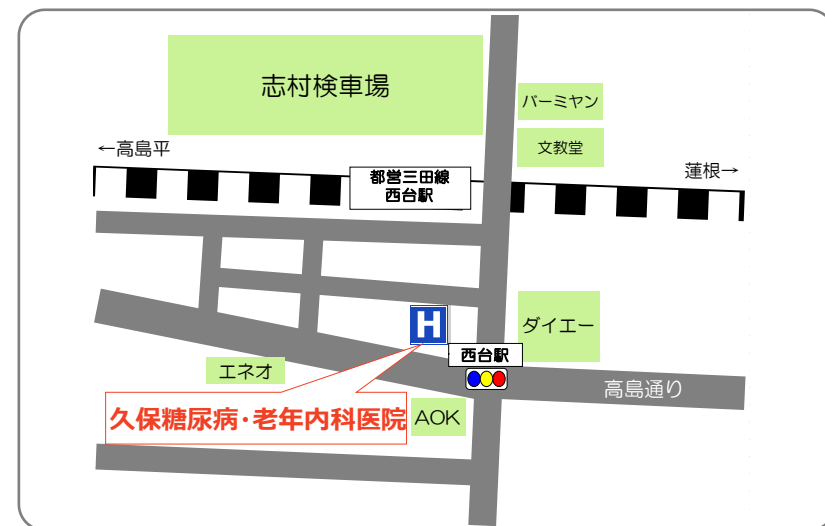 志村検車場
バーミヤン
文教堂
←高島平
蓮根→
都営三田線
西台駅
H
ダイエー
西台駅
エネオ
高島通り
久保糖尿病・老年内科医院
AOK